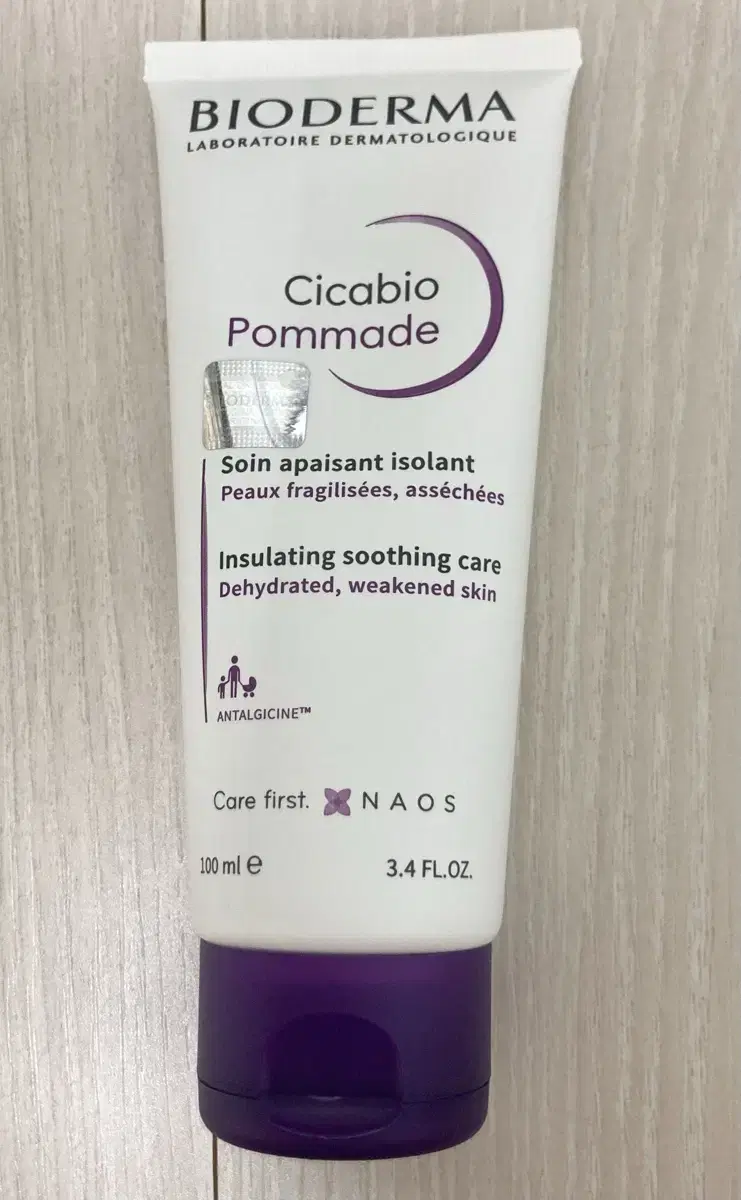 BIODERMA
LABORATOIRE DERMATOLOGIQUE
Cicabio
Pommade
Soin apaisant isolant
Peaux fragilisées, asséchées
Insulating soothing care
Dehydrated, weakened skin
ANTALGICINE™
Care first. NAOS
100 ml ℮ 3.4 FL.OZ.